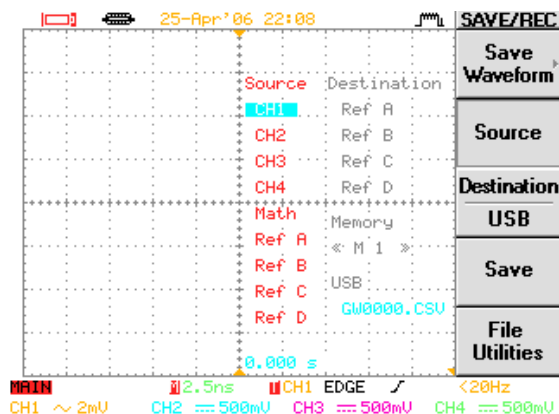 25-Apr'06 22:08
SAVE/REC
Save Waveform
Source
Destination
USB
Save
File Utilities
Source Destination
CH1 Ref A
CH2 Ref B
CH3 Ref C
CH4 Ref D
Math Memory
Ref A « M 1 »
Ref B
Ref C USB
Ref D GW0000.CSV
0.000 s
MAIN M 2.5ns CH1 EDGE <20Hz
CH1 ~ 2mV CH2 500mV CH3 500mV CH4 500mV